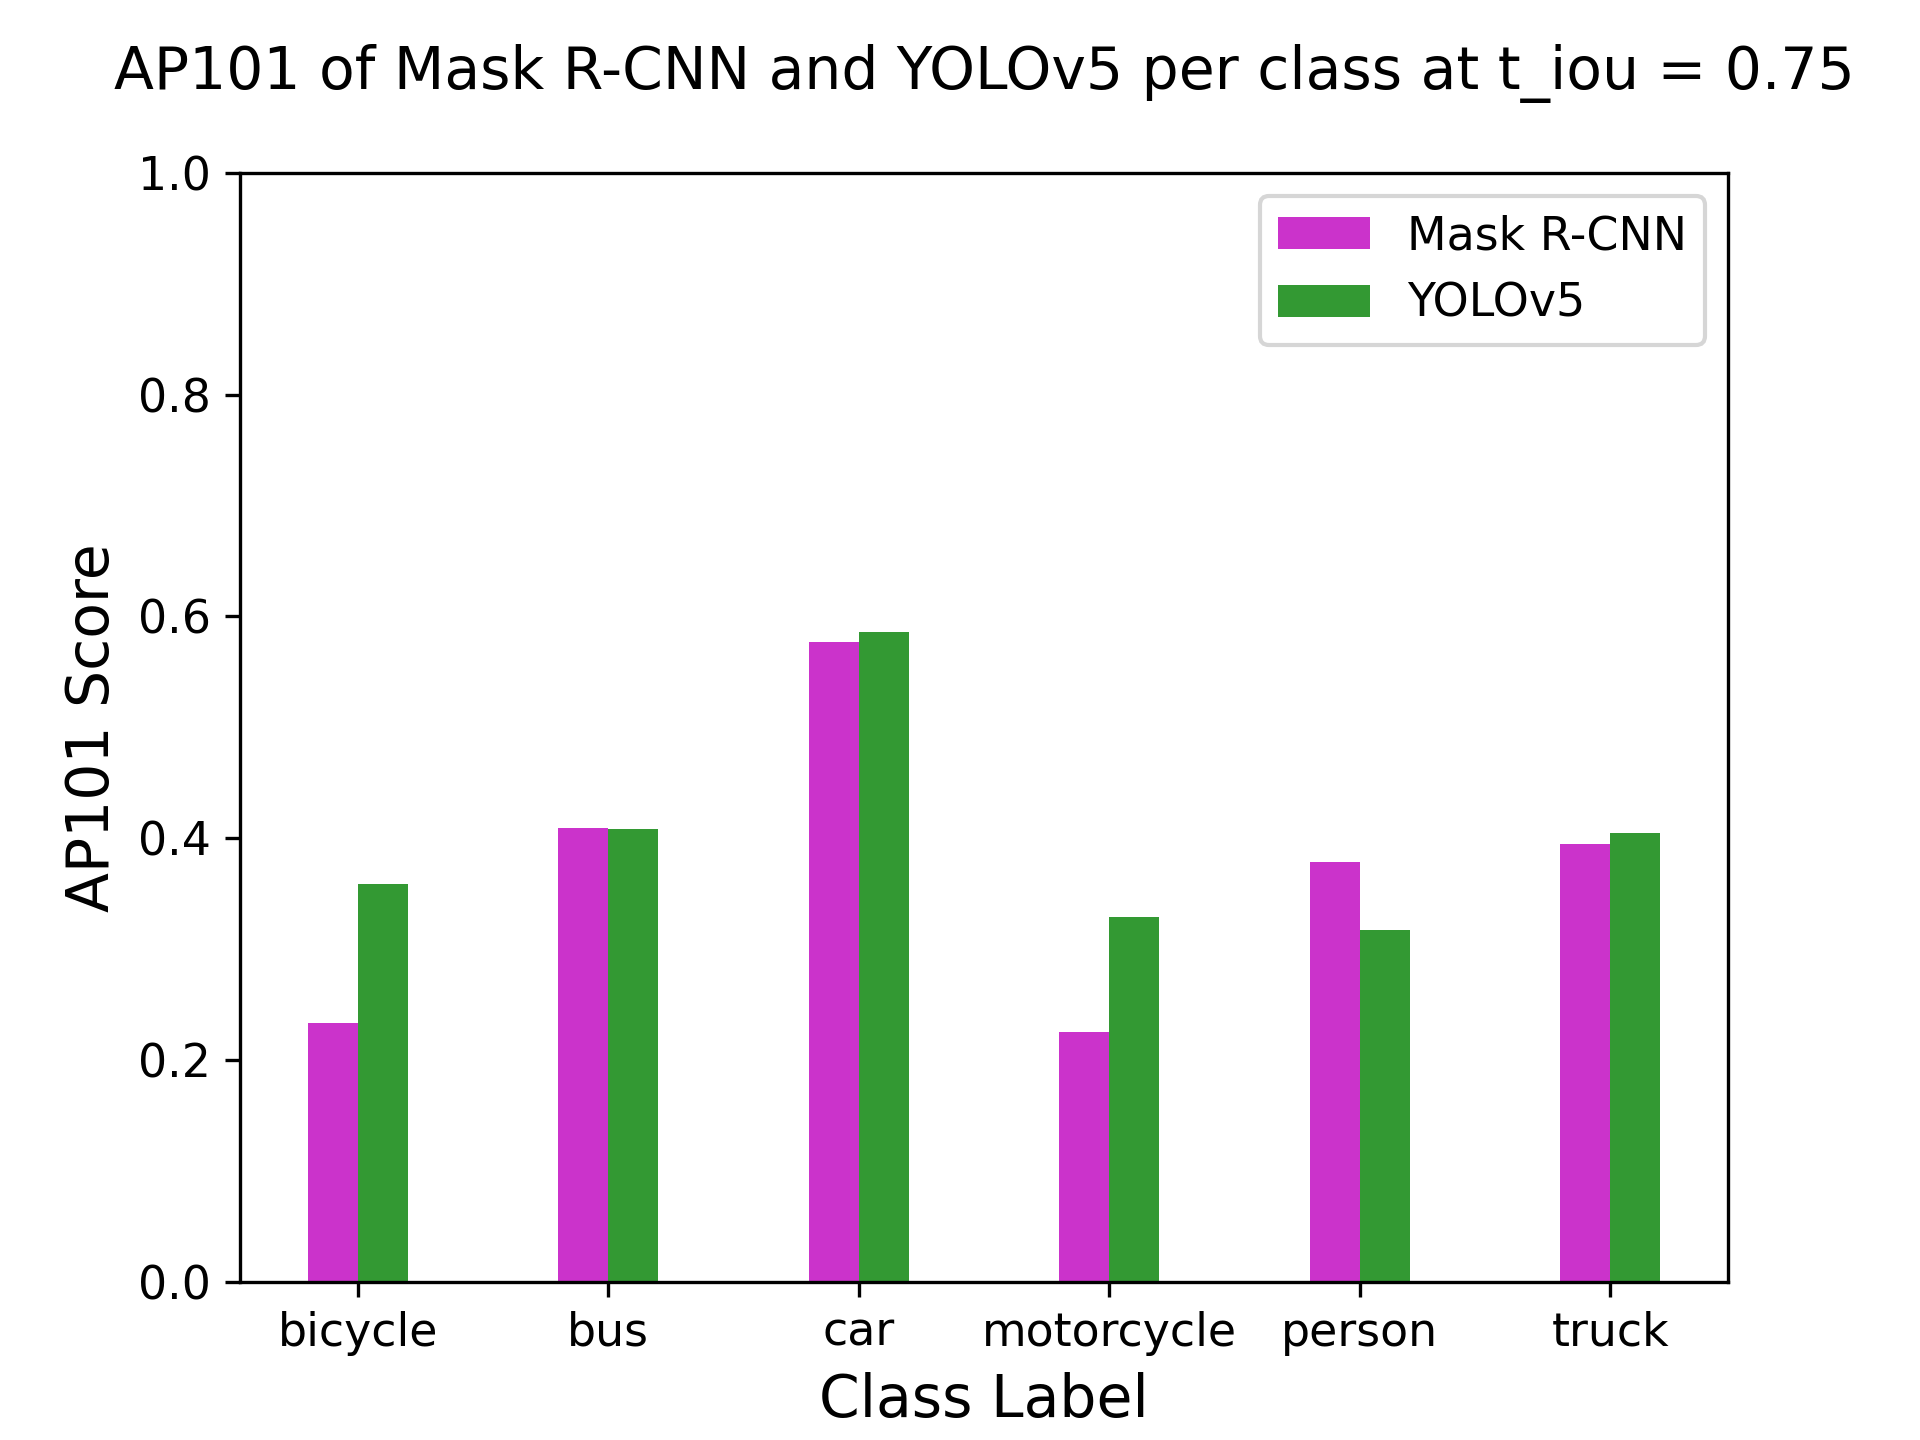 AP101 of Mask R-CNN and YOLOv5 per class at t_iou = 0.75
1.0
0.8
0.6
0.4
0.2
0.0
AP101 Score
Mask R-CNN
YOLOv5
bicycle bus car motorcycle person truck
Class Label